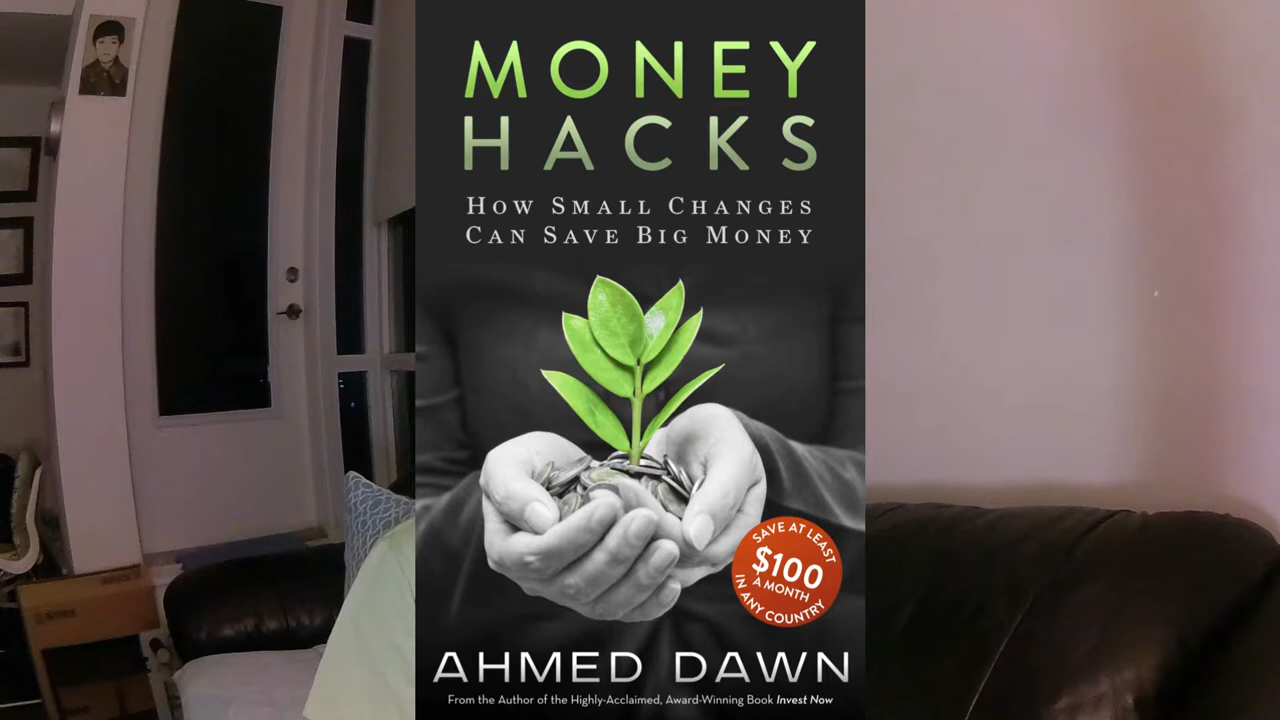 MONEY
HACKS
HOW SMALL CHANGES
CAN SAVE BIG MONEY
SAVE AT LEAST
$100
A MONTH
IN ANY COUNTRY
AHMED DAWN
From the Author of the Highly-Acclaimed, Award-Winning Book Invest Now